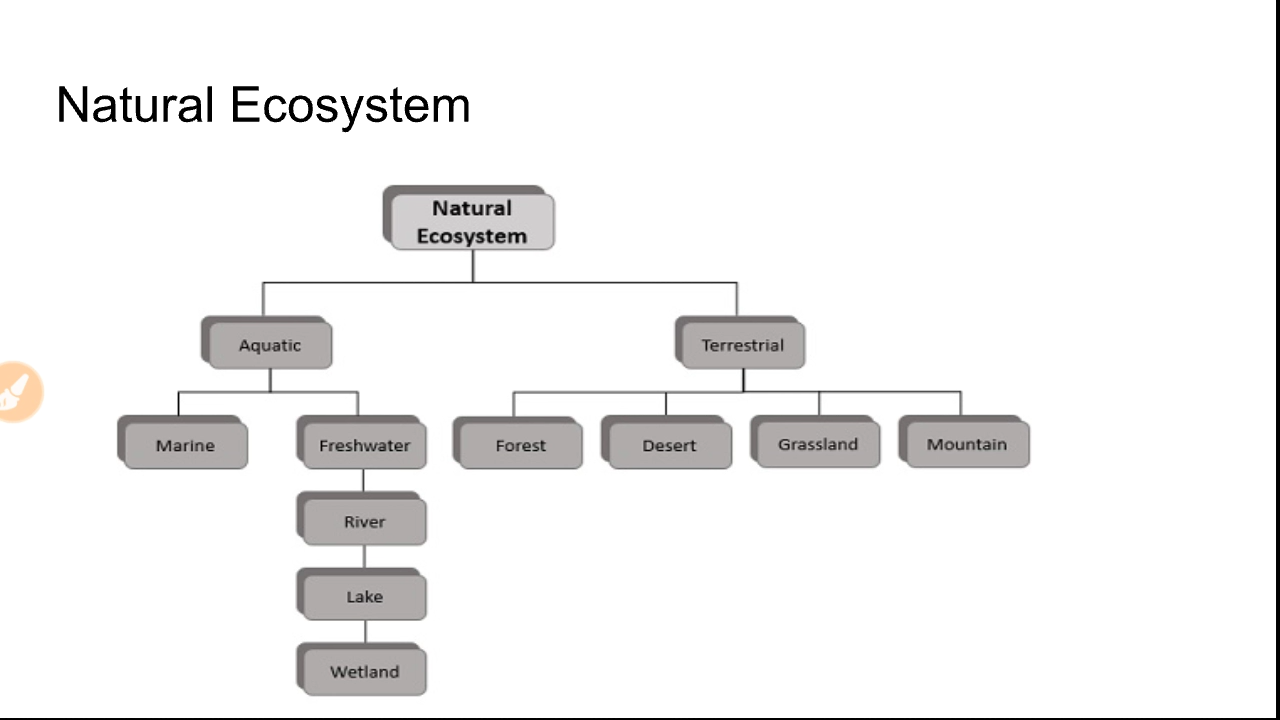 Natural Ecosystem
Natural
Ecosystem
Aquatic
Terrestrial
Marine
Freshwater
Forest
Desert
Grassland
Mountain
River
Lake
Wetland